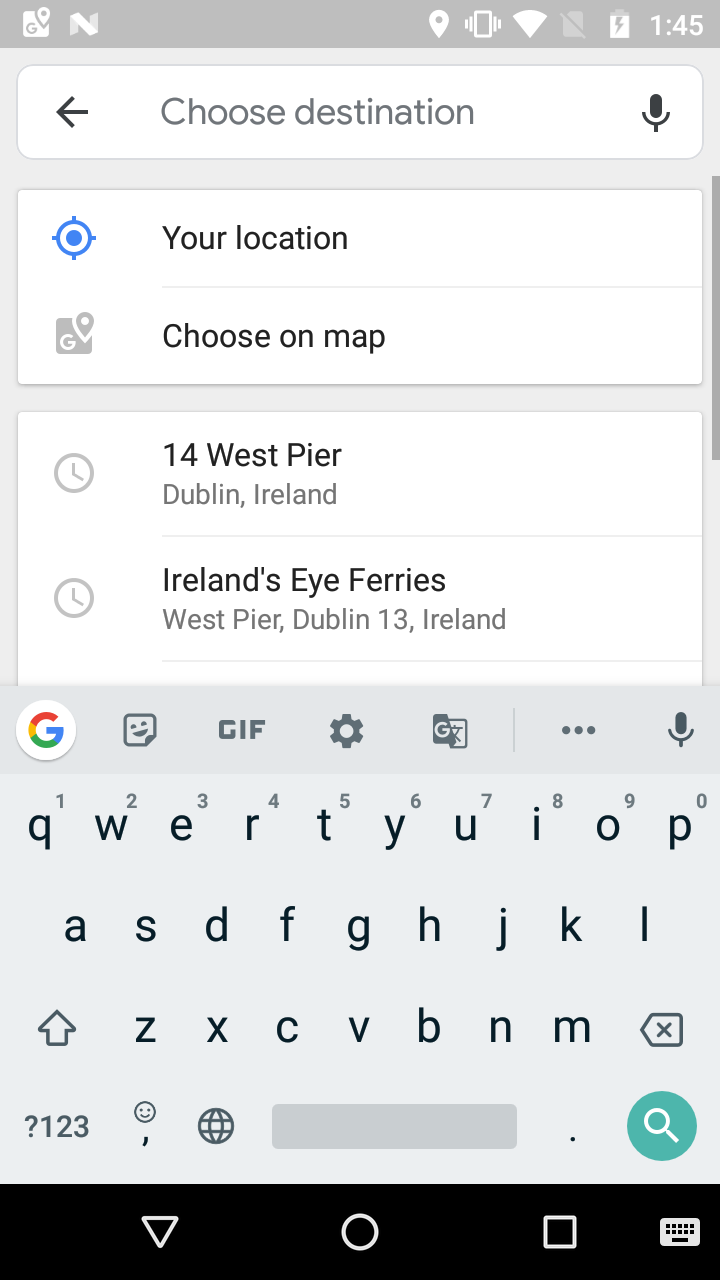 1:45
Choose destination
Your location
Choose on map
14 West Pier
Dublin, Ireland
Ireland's Eye Ferries
West Pier, Dublin 13, Ireland
GIF
q1 w2 e3 r4 t5 y6 u7 i8 o9 p0
a s d f g h j k l
z x c v b n m
?123 , .